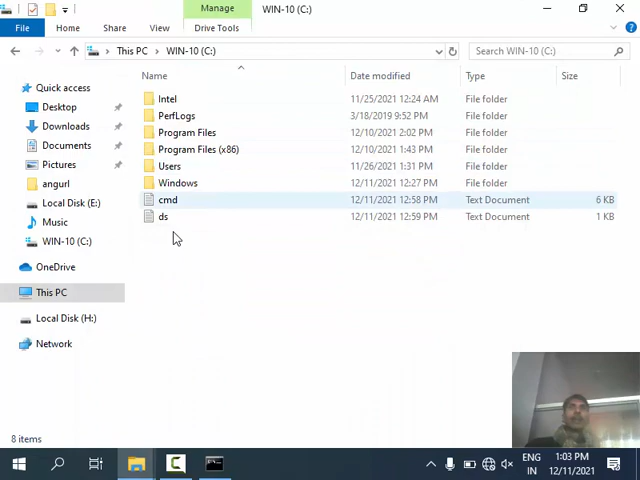 Manage
WIN-10 (C:)
File Home Share View Drive Tools
This PC WIN-10 (C:)
Search WIN-10 (C:)
Name Date modified Type Size
Quick access
Desktop
Downloads
Documents
Pictures
angurl
Local Disk (E:)
Music
WIN-10 (C:)
OneDrive
This PC
Local Disk (H:)
Network
Intel 11/25/2021 12:24 AM File folder
PerfLogs 3/18/2019 9:52 PM File folder
Program Files 12/10/2021 2:02 PM File folder
Program Files (x86) 12/10/2021 1:43 PM File folder
Users 11/26/2021 1:31 PM File folder
Windows 12/11/2021 12:27 PM File folder
cmd 12/11/2021 12:58 PM Text Document 6 KB
ds 12/11/2021 12:59 PM Text Document 1 KB
8 items
ENG
IN
1:03 PM
12/11/2021